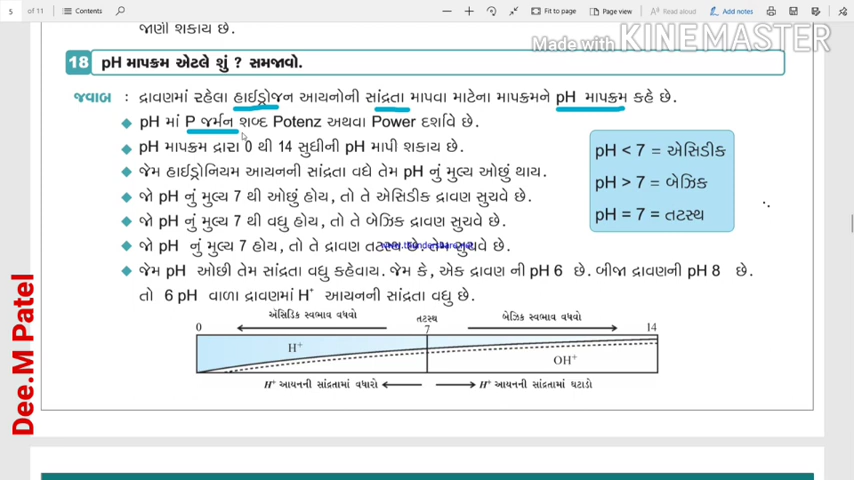 5 of 11 Contents Fit to page Page view Read aloud Add notes
Made with KINEMASTER
જાણી શકાય છે.
18 pH માપક્રમ એટલે શું ? સમજાવો.
જવાબ : દ્રાવણમાં રહેલા હાઈડ્રોજન આયનોની સાંદ્રતા માપવા માટેના માપક્રમને pH માપક્રમ કહે છે.
pH માં P જર્મન શબ્દ Potenz અથવા Power દર્શાવે છે.
pH માપક્રમ દ્વારા 0 થી 14 સુધીની pH માપી શકાય છે.
જેમ હાઈડ્રોનિયમ આયનની સાંદ્રતા વધે તેમ pH નું મુલ્ય ઓછું થાય.
જો pH નું મુલ્ય 7 થી ઓછું હોય, તો તે એસિડીક દ્રાવણ સુચવે છે.
જો pH નું મુલ્ય 7 થી વધુ હોય, તો તે બેઝિક દ્રાવણ સુચવે છે.
જો pH નું મુલ્ય 7 હોય, તો તે દ્રાવણ તટસ્થ છે. તેમ સુચવે છે.
જેમ pH ઓછી તેમ સાંદ્રતા વધુ કહેવાય. જેમ કે, એક દ્રાવણ ની pH 6 છે. બીજા દ્રાવણની pH 8 છે.
તો 6 pH વાળા દ્રાવણમાં H⁺ આયનની સાંદ્રતા વધુ છે.
pH < 7 = એસિડીક
pH > 7 = બેઝિક
pH = 7 = તટસ્થ
એસિડીક સ્વભાવ વધવો તટસ્થ બેઝિક સ્વભાવ વધવો
0 7 14
H⁺ OH⁺
H⁺ આયનની સાંદ્રતામાં વધારો H⁺ આયનની સાંદ્રતામાં ઘટાડો
Dee.M Patel